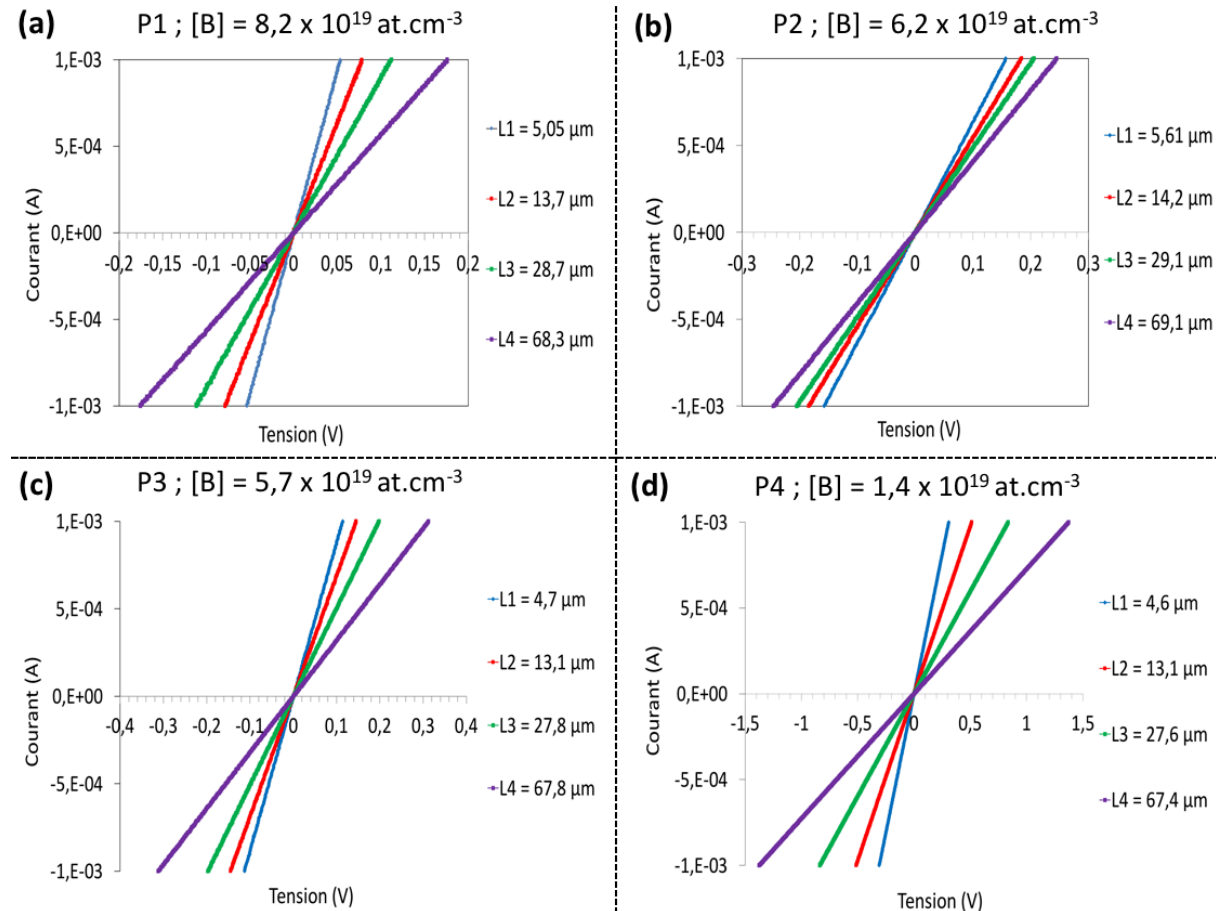 (a) P1 ; [B] = 8,2 x 10¹⁹ at.cm⁻³
Courant (A)
1,E-03
5,E-04
0,E+00
-5,E-04
-1,E-03
-0,2 -0,15 -0,1 -0,05 0 0,05 0,1 0,15 0,2
Tension (V)
L1 = 5,05 µm
L2 = 13,7 µm
L3 = 28,7 µm
L4 = 68,3 µm
(b) P2 ; [B] = 6,2 x 10¹⁹ at.cm⁻³
Courant (A)
1,E-03
5,E-04
0,E+00
-5,E-04
-1,E-03
-0,3 -0,2 -0,1 0 0,1 0,2 0,3
Tension (V)
L1 = 5,61 µm
L2 = 14,2 µm
L3 = 29,1 µm
L4 = 69,1 µm
(c) P3 ; [B] = 5,7 x 10¹⁹ at.cm⁻³
Courant (A)
1,E-03
5,E-04
0,E+00
-5,E-04
-1,E-03
-0,4 -0,3 -0,2 -0,1 0 0,1 0,2 0,3 0,4
Tension (V)
L1 = 4,7 µm
L2 = 13,1 µm
L3 = 27,8 µm
L4 = 67,8 µm
(d) P4 ; [B] = 1,4 x 10¹⁹ at.cm⁻³
Courant (A)
1,E-03
5,E-04
0,E+00
-5,E-04
-1,E-03
-1,5 -1 -0,5 0 0,5 1 1,5
Tension (V)
L1 = 4,6 µm
L2 = 13,1 µm
L3 = 27,6 µm
L4 = 67,4 µm